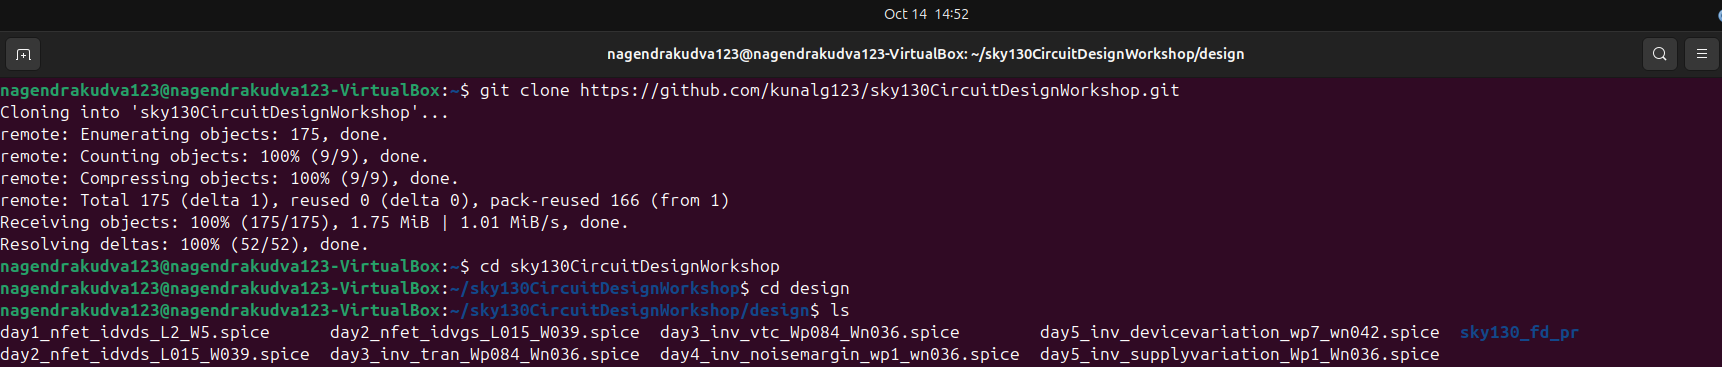 Oct 14 14:52
nagendrakudva123@nagendrakudva123-VirtualBox: ~/sky130CircuitDesignWorkshop/design
nagendrakudva123@nagendrakudva123-VirtualBox:~$ git clone https://github.com/kunalg123/sky130CircuitDesignWorkshop.git
Cloning into 'sky130CircuitDesignWorkshop'...
remote: Enumerating objects: 175, done.
remote: Counting objects: 100% (9/9), done.
remote: Compressing objects: 100% (9/9), done.
remote: Total 175 (delta 1), reused 0 (delta 0), pack-reused 166 (from 1)
Receiving objects: 100% (175/175), 1.75 MiB | 1.01 MiB/s, done.
Resolving deltas: 100% (52/52), done.
nagendrakudva123@nagendrakudva123-VirtualBox:~$ cd sky130CircuitDesignWorkshop
nagendrakudva123@nagendrakudva123-VirtualBox:~/sky130CircuitDesignWorkshop$ cd design
nagendrakudva123@nagendrakudva123-VirtualBox:~/sky130CircuitDesignWorkshop/design$ ls
day1_nfet_idvds_L2_W5.spice      day2_nfet_idvgs_L015_W039.spice  day3_inv_vtc_Wp084_Wn036.spice        day5_inv_devicevariation_wp7_wn042.spice  sky130_fd_pr
day2_nfet_idvds_L015_W039.spice  day3_inv_tran_Wp084_Wn036.spice  day4_inv_noisemargin_wp1_wn036.spice  day5_inv_supplyvariation_Wp1_Wn036.spice